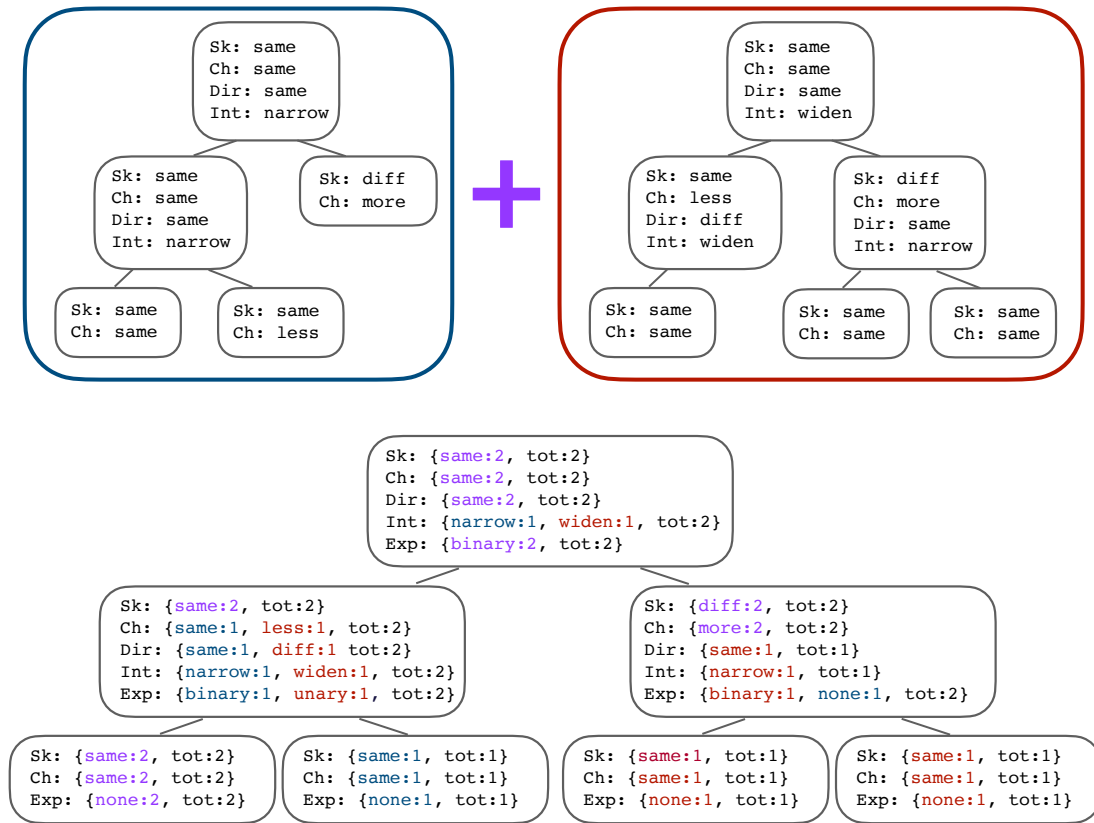 Sk: same
Ch: same
Dir: same
Int: narrow
Sk: same
Ch: same
Dir: same
Int: narrow
Sk: diff
Ch: more
Sk: same
Ch: same
Sk: same
Ch: less
Sk: same
Ch: same
Dir: same
Int: widen
Sk: same
Ch: less
Dir: diff
Int: widen
Sk: diff
Ch: more
Dir: same
Int: narrow
Sk: same
Ch: same
Sk: same
Ch: same
Sk: same
Ch: same
Sk: {same:2, tot:2}
Ch: {same:2, tot:2}
Dir: {same:2, tot:2}
Int: {narrow:1, widen:1, tot:2}
Exp: {binary:2, tot:2}
Sk: {same:2, tot:2}
Ch: {same:1, less:1, tot:2}
Dir: {same:1, diff:1 tot:2}
Int: {narrow:1, widen:1, tot:2}
Exp: {binary:1, unary:1, tot:2}
Sk: {diff:2, tot:2}
Ch: {more:2, tot:2}
Dir: {same:1, tot:1}
Int: {narrow:1, tot:1}
Exp: {binary:1, none:1, tot:2}
Sk: {same:2, tot:2}
Ch: {same:2, tot:2}
Exp: {none:2, tot:2}
Sk: {same:1, tot:1}
Ch: {same:1, tot:1}
Exp: {none:1, tot:1}
Sk: {same:1, tot:1}
Ch: {same:1, tot:1}
Exp: {none:1, tot:1}
Sk: {same:1, tot:1}
Ch: {same:1, tot:1}
Exp: {none:1, tot:1}